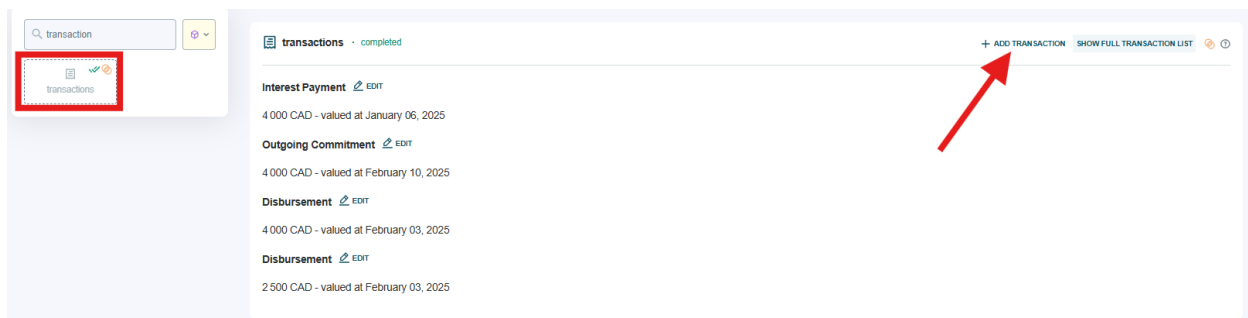 transaction
transactions
transactions · completed
+ ADD TRANSACTION SHOW FULL TRANSACTION LIST
Interest Payment EDIT
4 000 CAD - valued at January 06, 2025
Outgoing Commitment EDIT
4 000 CAD - valued at February 10, 2025
Disbursement EDIT
4 000 CAD - valued at February 03, 2025
Disbursement EDIT
2 500 CAD - valued at February 03, 2025